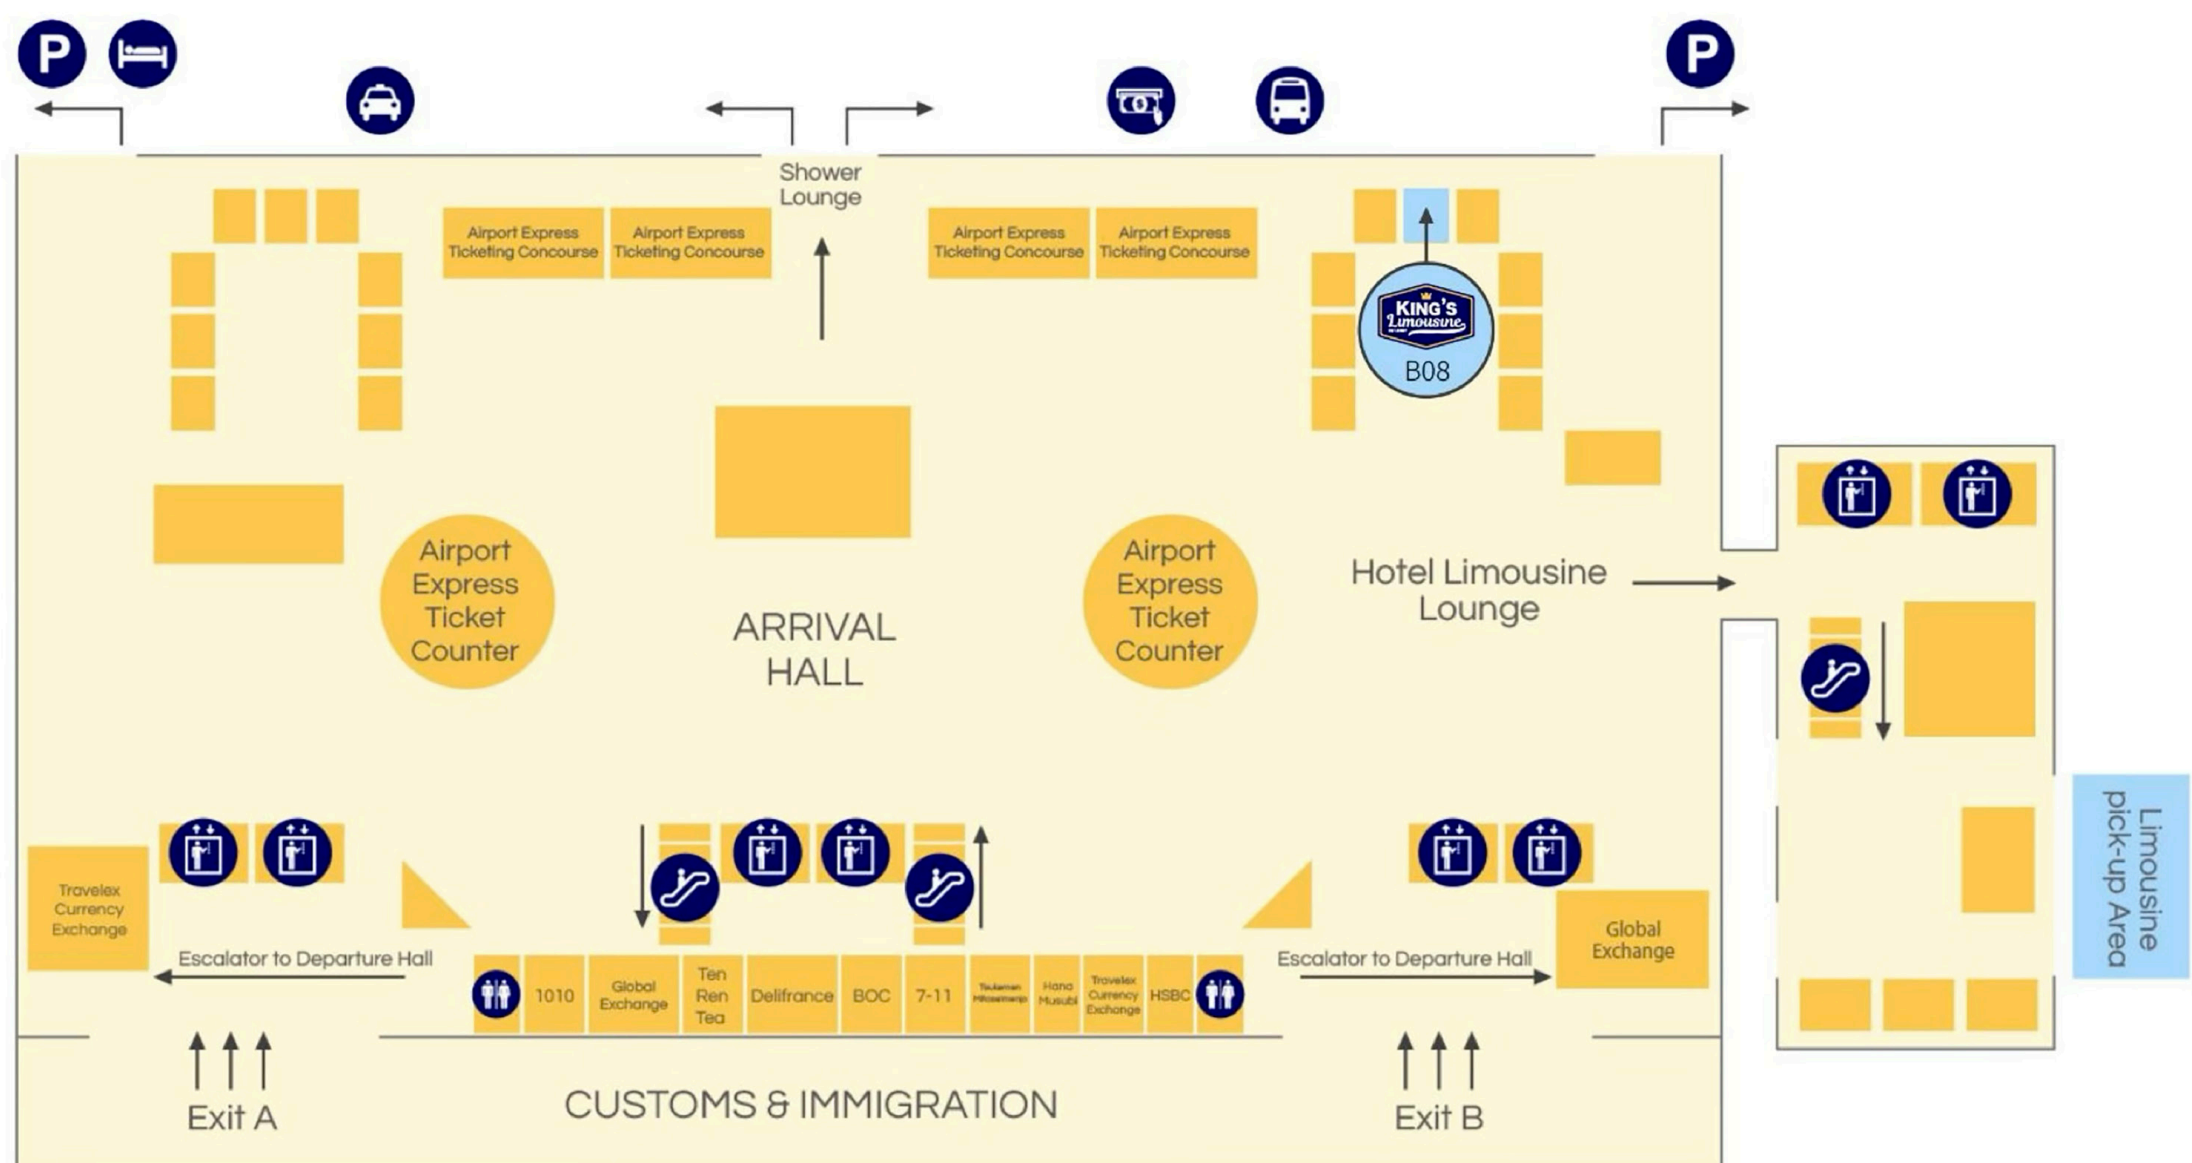 P
P
Shower
Lounge
Airport Express
Ticketing Concourse
Airport Express
Ticketing Concourse
Airport Express
Ticketing Concourse
Airport Express
Ticketing Concourse
KING'S
Limousine
B08
Airport
Express
Ticket
Counter
ARRIVAL
HALL
Airport
Express
Ticket
Counter
Hotel Limousine
Lounge
Limousine
pick-up Area
Travelex
Currency
Exchange
Escalator to Departure Hall
1010
Global
Exchange
Ten
Ren
Tea
Delifrance
BOC
7-11
Hana
Musubi
Travelex
Currency
Exchange
HSBC
Escalator to Departure Hall
Global
Exchange
Exit A
CUSTOMS & IMMIGRATION
Exit B